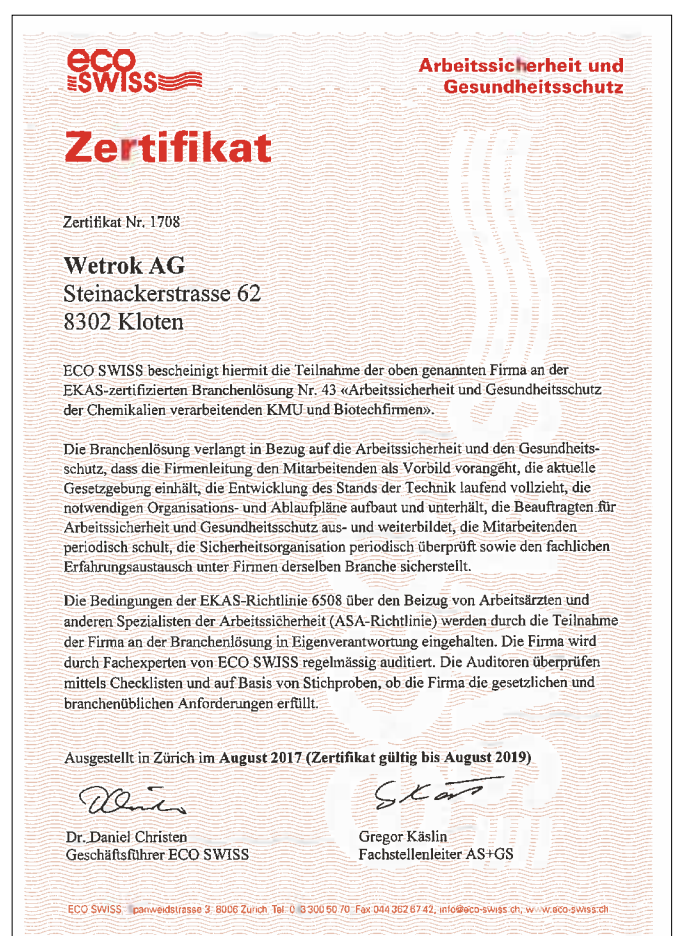 eco
SWISS
Arbeitssicherheit und
Gesundheitsschutz
Zertifikat
Zertifikat Nr. 1708
Wetrok AG
Steinackerstrasse 62
8302 Kloten
ECO SWISS bescheinigt hiermit die Teilnahme der oben genannten Firma an der
EKAS-zertifizierten Branchenlösung Nr. 43 «Arbeitssicherheit und Gesundheitsschutz
der Chemikalien verarbeitenden KMU und Biotechfirmen».
Die Branchenlösung verlangt in Bezug auf die Arbeitssicherheit und den Gesundheits-
schutz, dass die Firmenleitung den Mitarbeitenden als Vorbild vorangeht, die aktuelle
Gesetzgebung einhält, die Entwicklung des Stands der Technik laufend vollzieht, die
notwendigen Organisations- und Ablaufpläne aufbaut und unterhält, die Beauftragten für
Arbeitssicherheit und Gesundheitsschutz aus- und weiterbildet, die Mitarbeitenden
periodisch schult, die Sicherheitsorganisation periodisch überprüft sowie den fachlichen
Erfahrungsaustausch unter Firmen derselben Branche sicherstellt.
Die Bedingungen der EKAS-Richtlinie 6508 über den Beizug von Arbeitsärzten und
anderen Spezialisten der Arbeitssicherheit (ASA-Richtlinie) werden durch die Teilnahme
der Firma an der Branchenlösung in Eigenverantwortung eingehalten. Die Firma wird
durch Fachexperten von ECO SWISS regelmässig auditiert. Die Auditoren überprüfen
mittels Checklisten und auf Basis von Stichproben, ob die Firma die gesetzlichen und
branchenüblichen Anforderungen erfüllt.
Ausgestellt in Zürich im August 2017 (Zertifikat gültig bis August 2019)
Dr. Daniel Christen
Geschäftsführer ECO SWISS
Gregor Käslin
Fachstellenleiter AS+GS
ECO SWISS, 3, 8006 Zürich, Tel. 300 50 70, Fax 044 362 67 42, info@eco-swiss.ch,